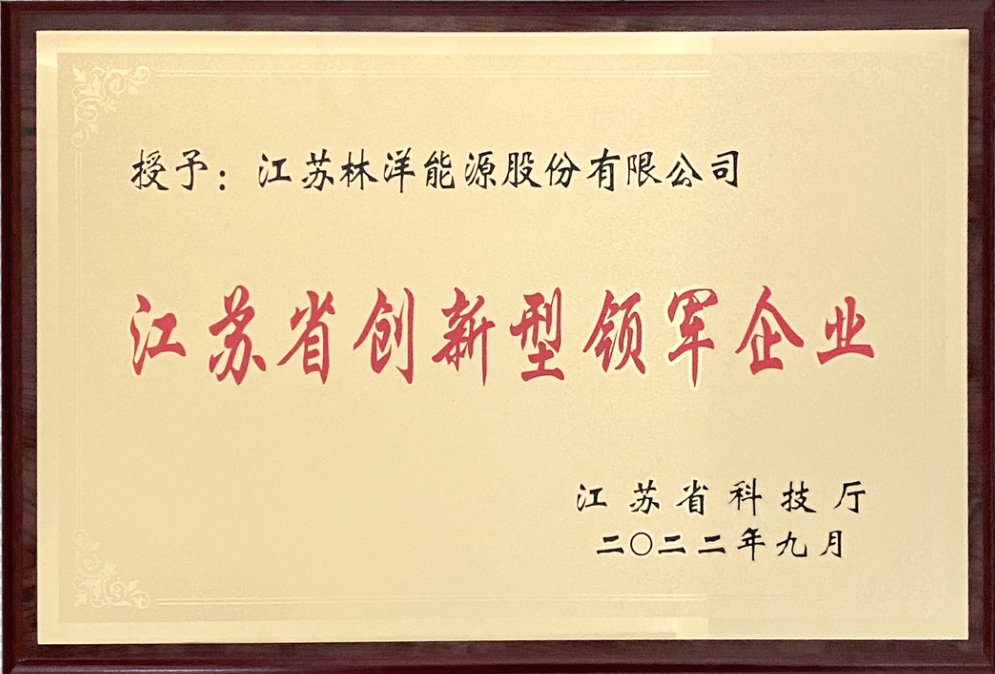 授予：江苏林洋能源股份有限公司
江苏省创新型领军企业
江苏省科技厅
二〇二二年九月